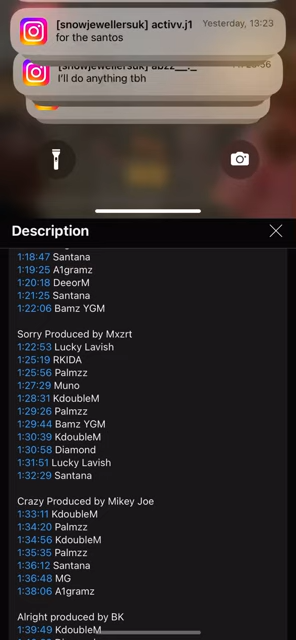 [snowjewellersuk] activv.j1
Yesterday, 13:23
for the santos
[snowjewellersuk] abzz__._
I'll do anything tbh
Description
1:18:47 Santana
1:19:25 A1gramz
1:20:18 DeeorM
1:21:25 Santana
1:22:06 Bamz YGM
Sorry Produced by Mxzrt
1:22:53 Lucky Lavish
1:25:19 RKIDA
1:25:56 Palmzz
1:27:29 Muno
1:28:31 KdoubleM
1:29:26 Palmzz
1:29:44 Bamz YGM
1:30:39 KdoubleM
1:30:58 Diamond
1:31:51 Lucky Lavish
1:32:29 Santana
Crazy Produced by Mikey Joe
1:33:11 KdoubleM
1:34:20 Palmzz
1:34:56 KdoubleM
1:35:35 Palmzz
1:36:12 Santana
1:36:48 MG
1:38:06 A1gramz
Alright produced by BK
1:39:49 KdoubleM